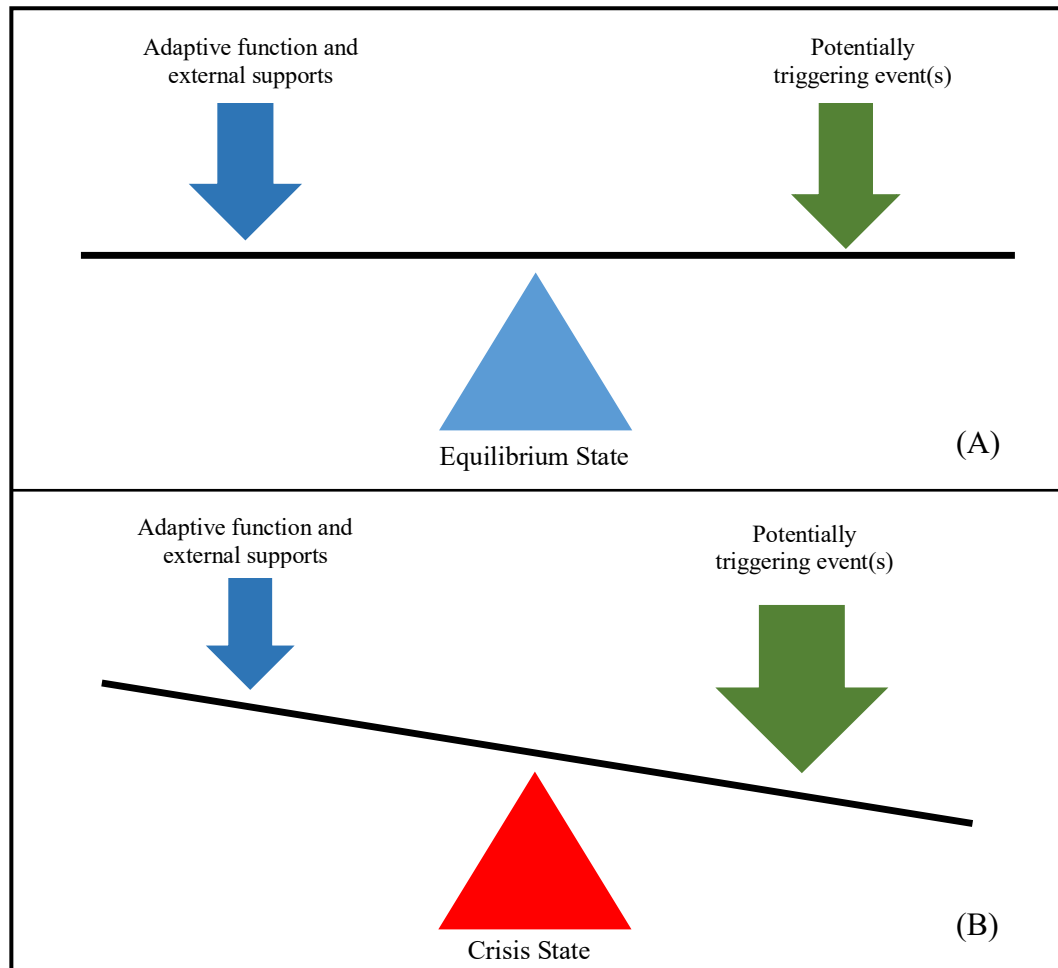 Adaptive function and
external supports
Potentially
triggering event(s)
Equilibrium State
(A)
Adaptive function and
external supports
Potentially
triggering event(s)
Crisis State
(B)